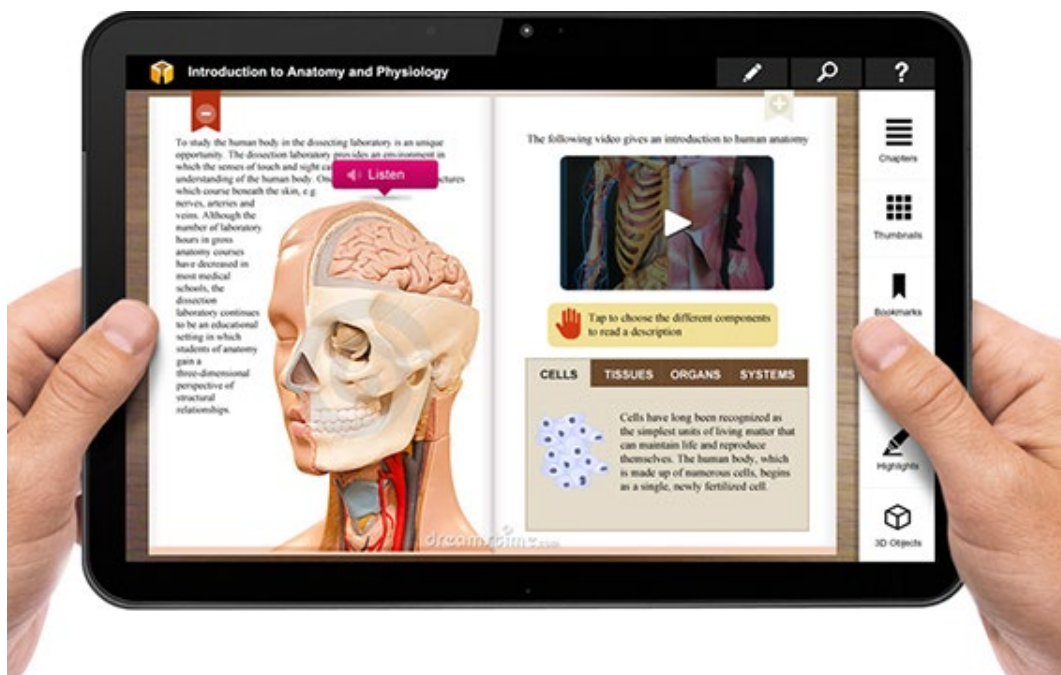 Introduction to Anatomy and Physiology
?
To study the human body in the dissecting laboratory is an unique
opportunity. The dissection laboratory provides an environment in
which the senses of touch and sight
understanding of the human body.
which course beneath the skin, e.g.
nerves, arteries and
veins. Although the
number of laboratory
hours in gross
anatomy courses
have decreased in
most medical
schools, the
dissection
laboratory continues
to be an educational
setting in which
students of anatomy
gain a
three-dimensional
perspective of
structural
relationships.
Listen
The following video gives an introduction to human anatomy
Tap to choose the different components
to read a description
CELLS TISSUES ORGANS SYSTEMS
Cells have long been recognized as
the simplest units of living matter that
can maintain life and reproduce
themselves. The human body, which
is made up of numerous cells, begins
as a single, newly fertilized cell.
dreamstime.com
Chapters
Thumbnails
Bookmarks
Highlights
3D Objects